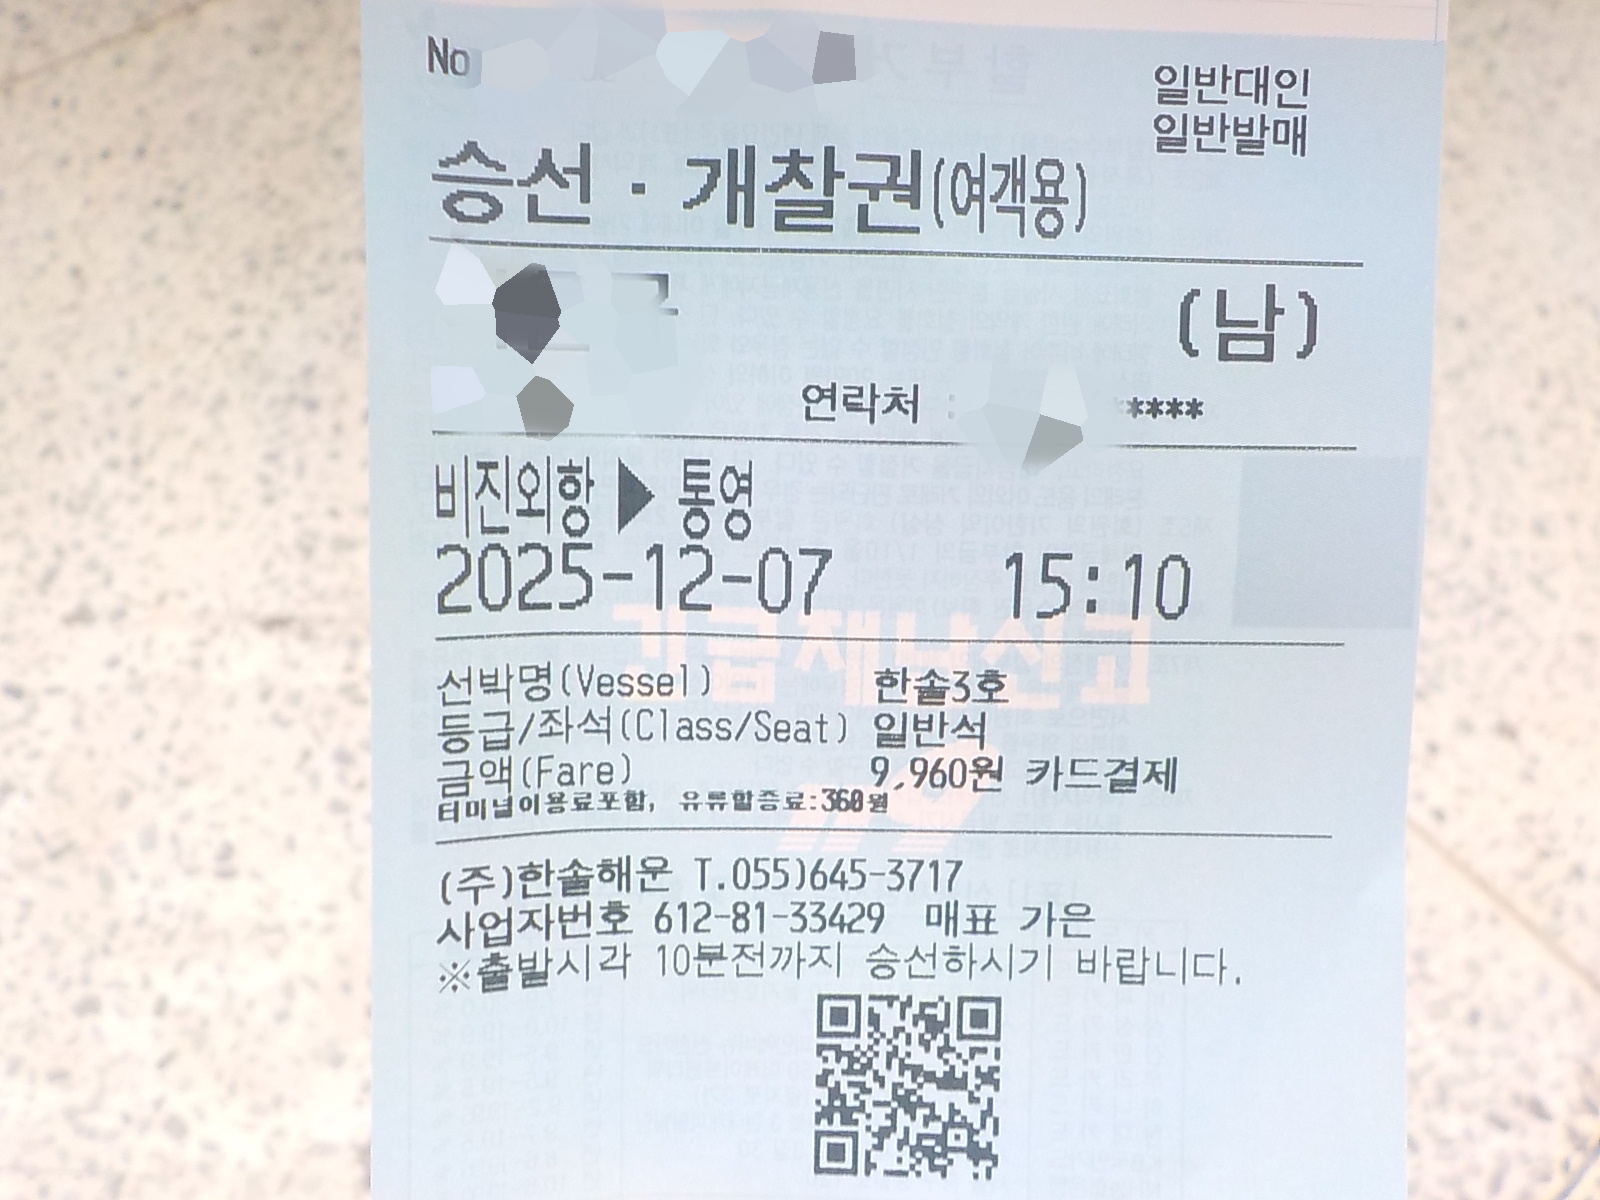 No
일반대인
일반발매
승선 · 개찰권(여객용)
(남)
연락처 : ****
비진외항 ▶ 통영
2025-12-07 15:10
선박명(Vessel) 한솔3호
등급/좌석(Class/Seat) 일반석
금액(Fare) 9,960원 카드결제
터미널이용료포함, 유류할증료:360원
(주)한솔해운 T.055)645-3717
사업자번호 612-81-33429 매표 가은
※출발시각 10분전까지 승선하시기 바랍니다.